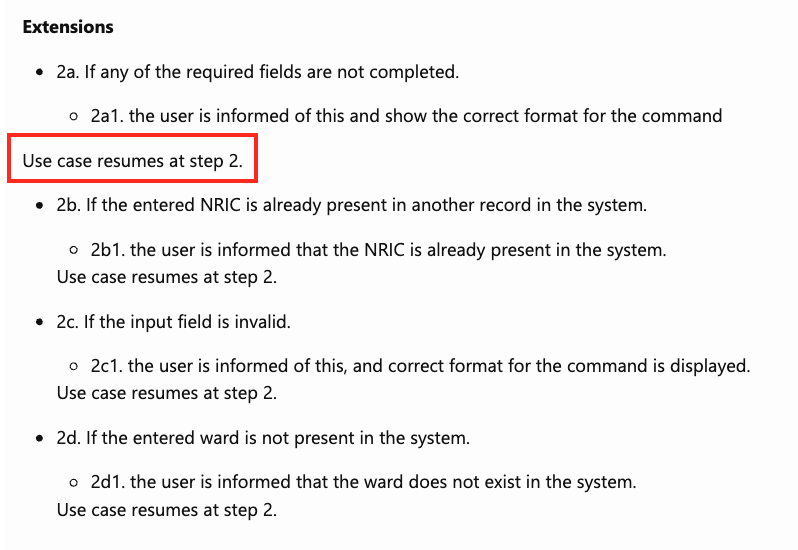 Extensions
• 2a. If any of the required fields are not completed.
◦ 2a1. the user is informed of this and show the correct format for the command
Use case resumes at step 2.
• 2b. If the entered NRIC is already present in another record in the system.
◦ 2b1. the user is informed that the NRIC is already present in the system.
Use case resumes at step 2.
• 2c. If the input field is invalid.
◦ 2c1. the user is informed of this, and correct format for the command is displayed.
Use case resumes at step 2.
• 2d. If the entered ward is not present in the system.
◦ 2d1. the user is informed that the ward does not exist in the system.
Use case resumes at step 2.